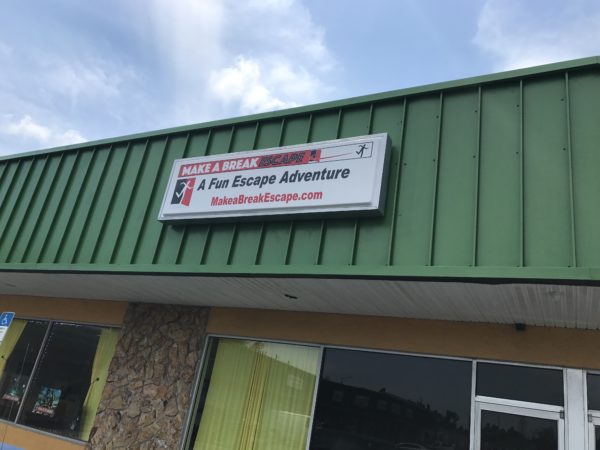 MAKE A BREAK ESCAPE
A Fun Escape Adventure
MakeaBreakEscape.com